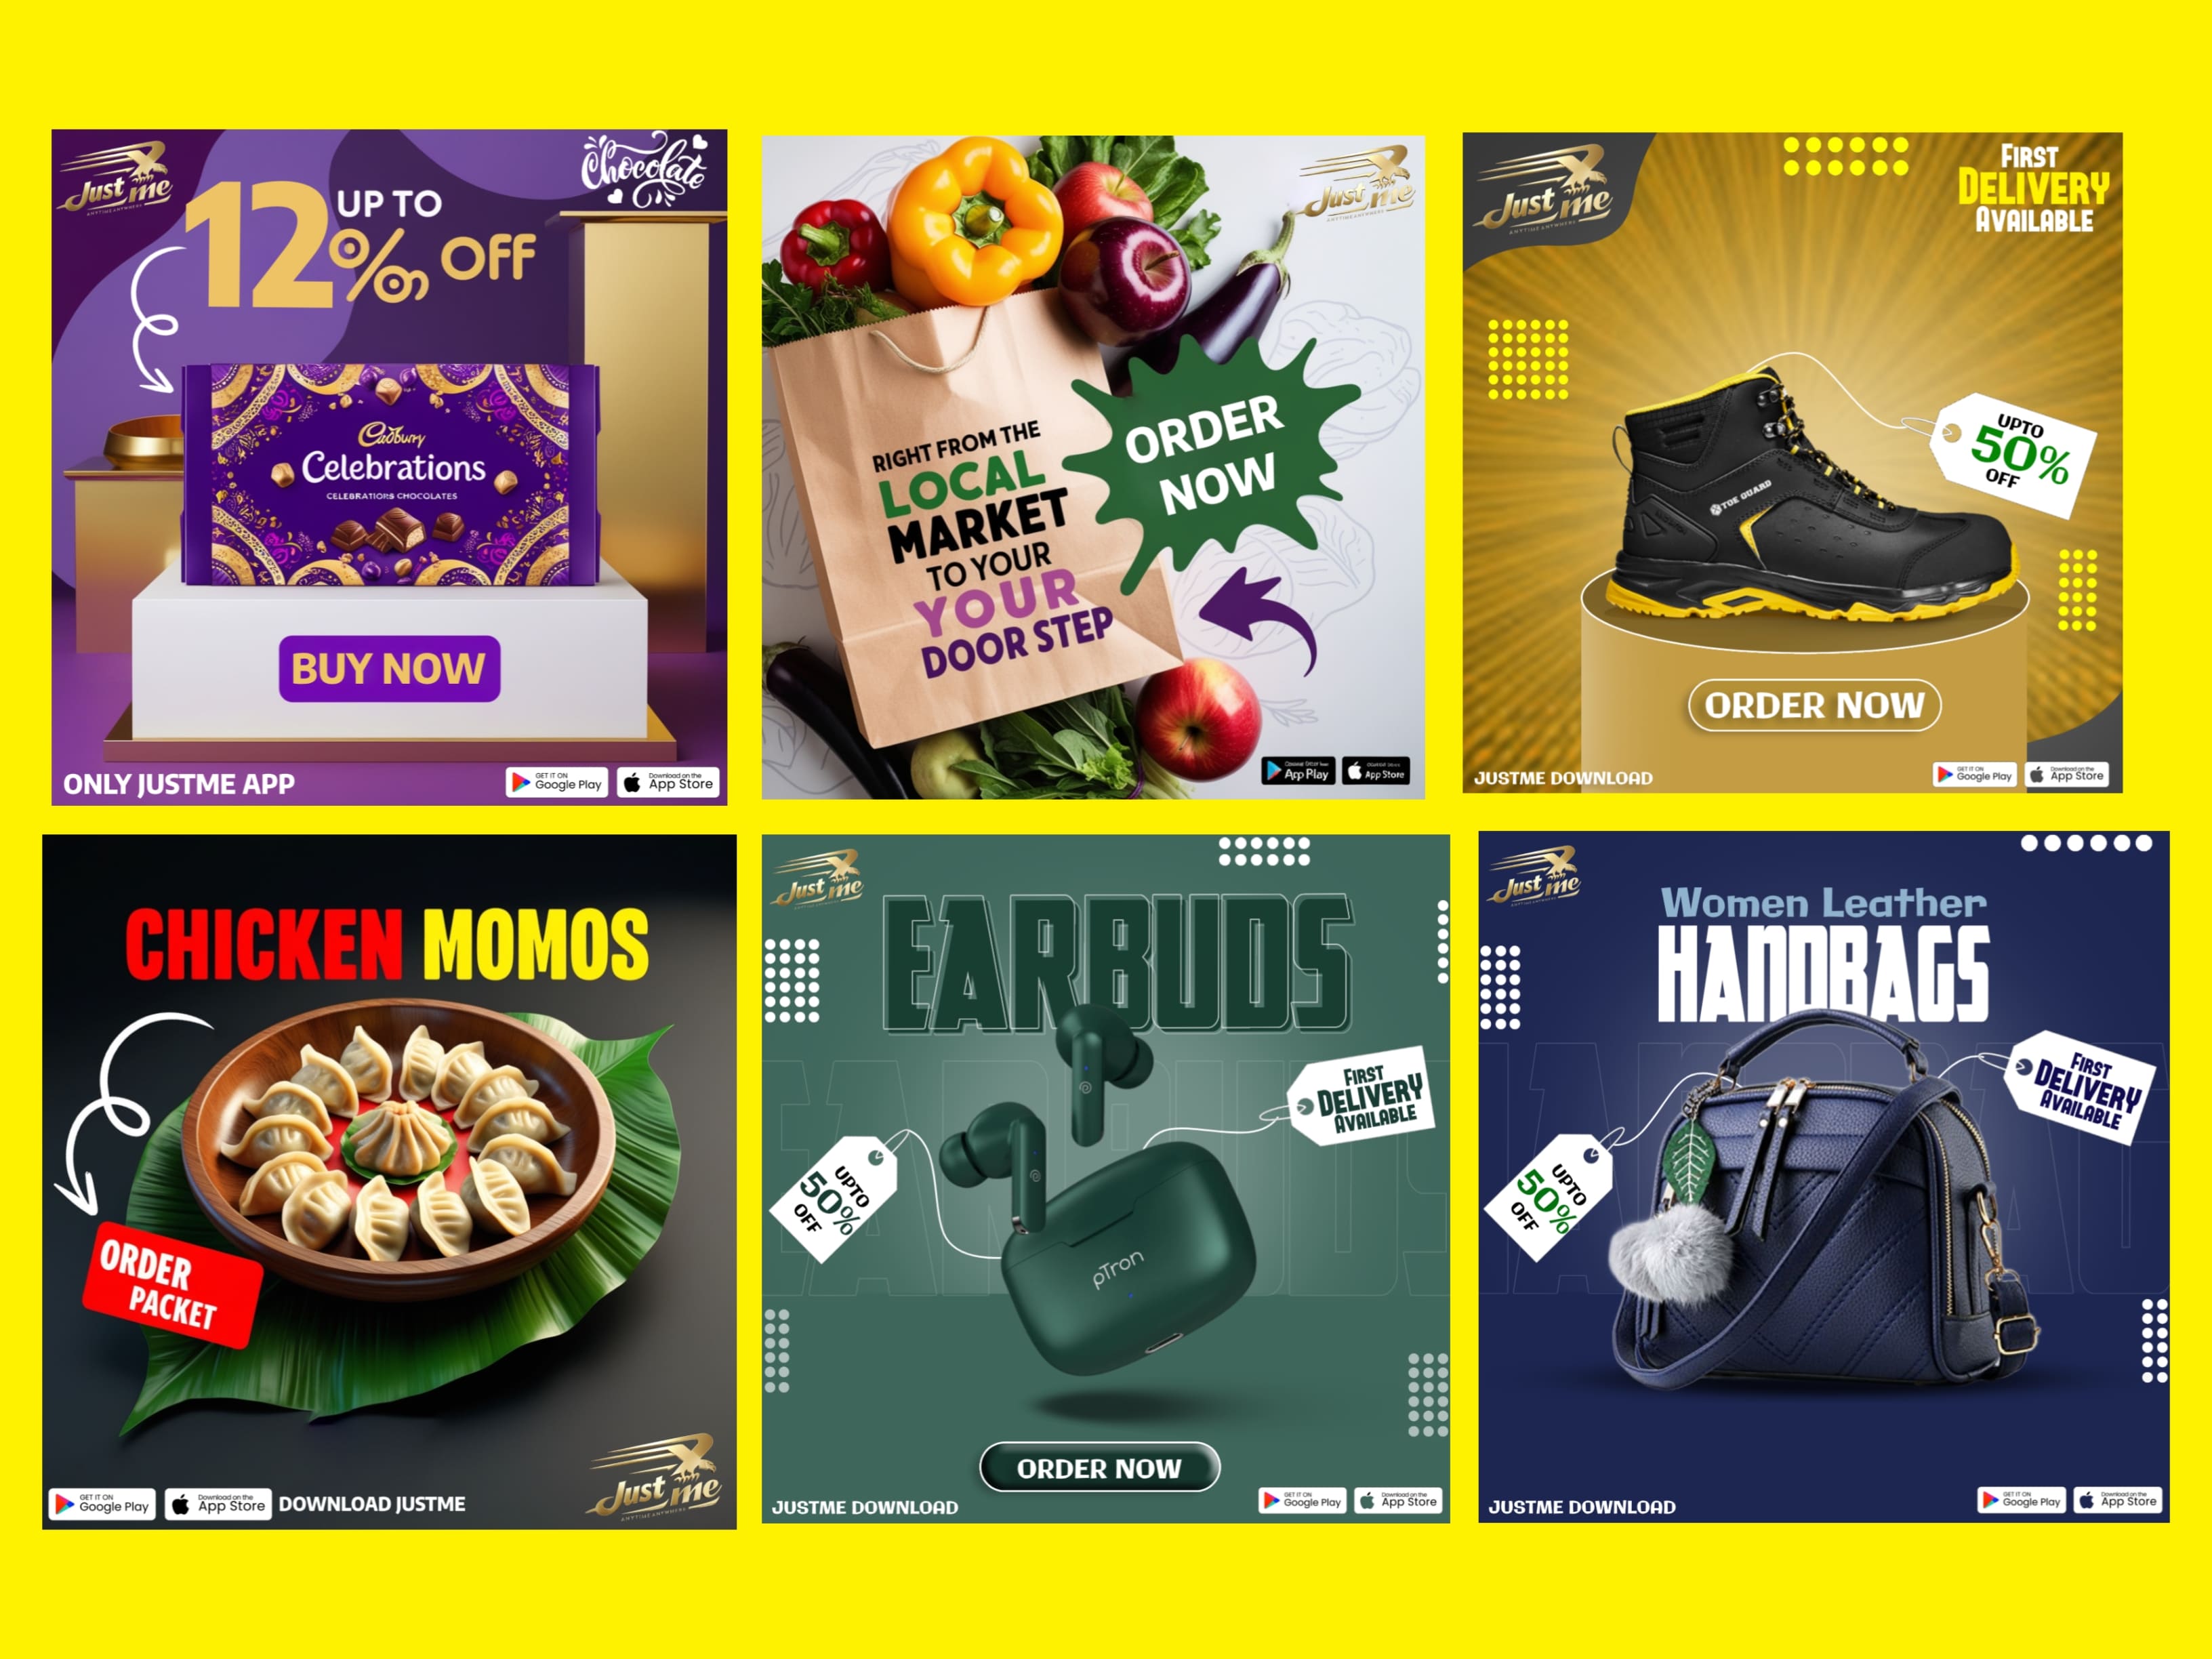 Just me
ANYTIME ANYWHERE
Chocolate
12 UP TO
% OFF
Cadbury
Celebrations
CELEBRATIONS CHOCOLATES
BUY NOW
ONLY JUSTME APP
GET IT ON
Google Play
Download on the
App Store
Just me
ANYTIME ANYWHERE
RIGHT FROM THE
LOCAL
MARKET
TO YOUR
YOUR
DOOR STEP
ORDER
NOW
App Play
App Store
Just me
ANYTIME ANYWHERE
FIRST
DELIVERY
AVAILABLE
UPTO
50%
OFF
TOE GUARD
ORDER NOW
JUSTME DOWNLOAD
GET IT ON
Google Play
Download on the
App Store
CHICKEN MOMOS
ORDER
PACKET
GET IT ON
Google Play
Download on the
App Store
DOWNLOAD JUSTME
Just me
ANYTIME ANYWHERE
Just me
EARBUDS
EARBUDS
FIRST
DELIVERY
AVAILABLE
UPTO
50%
OFF
pTron
ORDER NOW
JUSTME DOWNLOAD
GET IT ON
Google Play
Download on the
App Store
Just me
Women Leather
HANDBAGS
FIRST
DELIVERY
AVAILABLE
UPTO
50%
OFF
JUSTME DOWNLOAD
GET IT ON
Google Play
Download on the
App Store